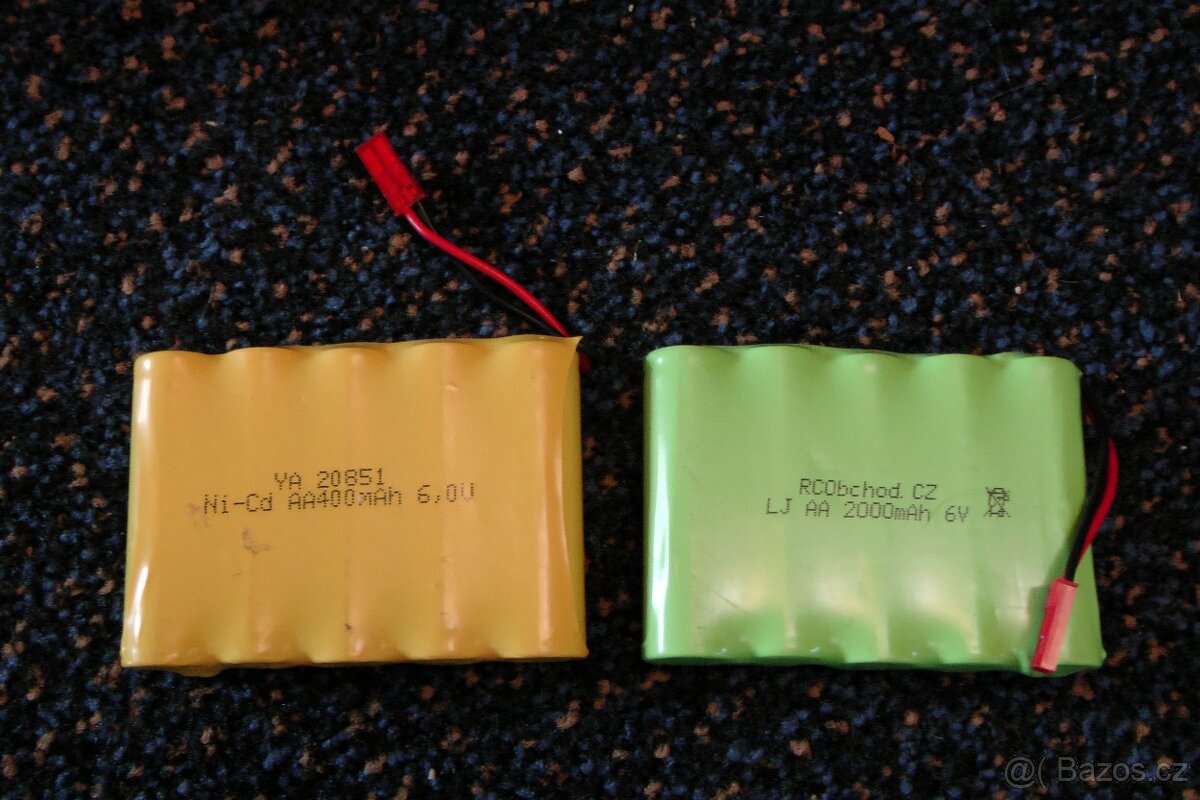 YA 20851
Ni-Cd AA400mAh 6,0V
RCObchod.CZ
LJ AA 2000mAh 6V
@( Bazos.cz